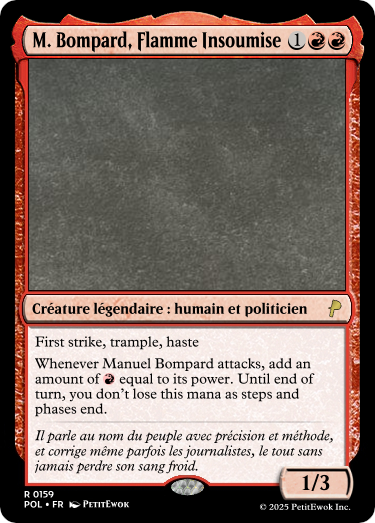 M. Bompard, Flamme Insoumise 1
Créature légendaire : humain et politicien
First strike, trample, haste
Whenever Manuel Bompard attacks, add an
amount of equal to its power. Until end of
turn, you don't lose this mana as steps and
phases end.
Il parle au nom du peuple avec précision et méthode,
et corrige même parfois les journalistes, le tout sans
jamais perdre son sang froid.
1/3
R 0159
POL • FR PetitEwok
© 2025 PetitEwok Inc.